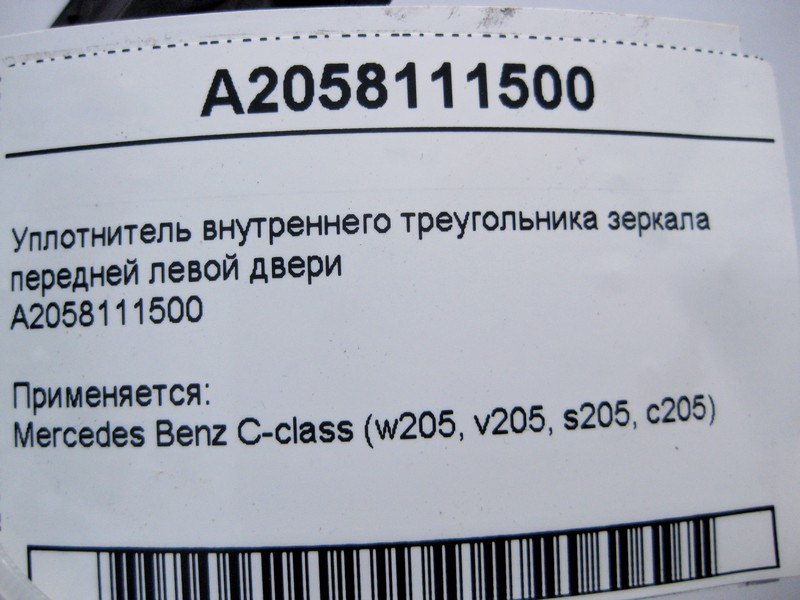 A2058111500
Уплотнитель внутреннего треугольника зеркала
передней левой двери
A2058111500
Применяется:
Mercedes Benz C-class (w205, v205, s205, c205)